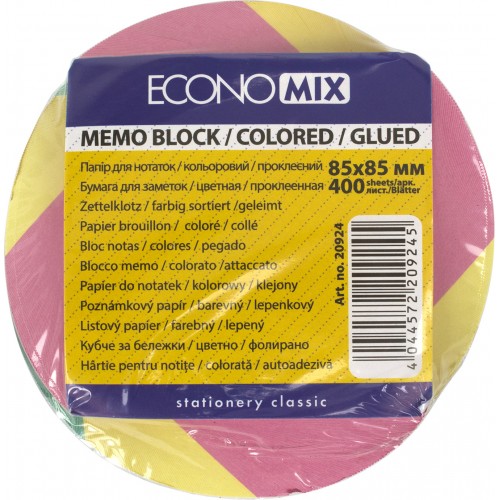 ECONOMIX
MEMO BLOCK / COLORED / GLUED
Папір для нотаток / кольоровий / проклеєний
Бумага для заметок / цветная / проклеенная
85x85 мм
400 sheets/арк.
лист./Blätter
Zettelklotz / farbig sortiert /geleimt
Papier brouillon / coloré / collé
Bloc notas / colores / pegado
Blocco memo / colorato /attaccato
Papier do notatek / kolorowy / klejony
Poznámkový papír / barevný / lepenkový
Listový papier / farebný / lepený
Кубче за бележки / цветно / фолирано
Hârtie pentru notițe / colorată / autoadezivă
Art. no. 20924
4 044572 209245
stationery classic